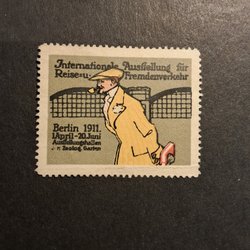 Internationale Ausstellung für
Reise- u. Fremdenverkehr
Berlin 1911.
1.April-20.Juni
Ausstellungshallen
a. Zoolog. Garten